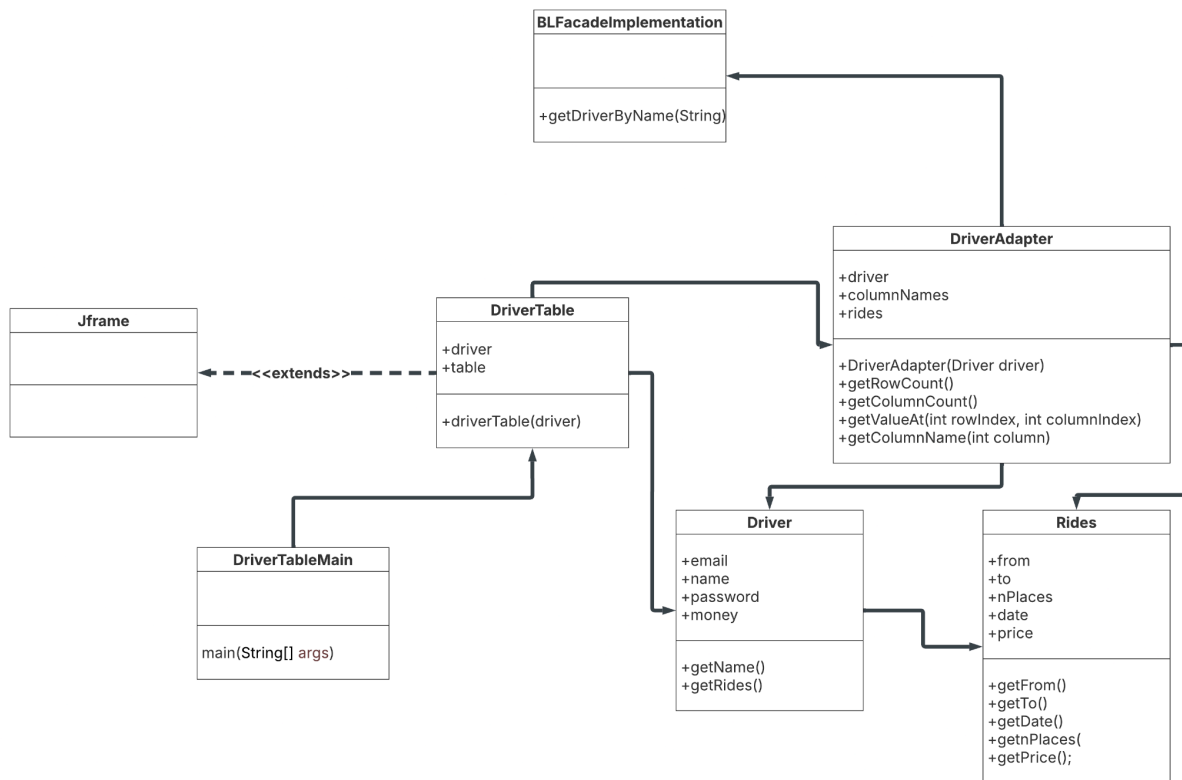 BLFacadeImplementation
+getDriverByName(String)
DriverAdapter
+driver
+columnNames
+rides
+DriverAdapter(Driver driver)
+getRowCount()
+getColumnCount()
+getValueAt(int rowIndex, int columnIndex)
+getColumnName(int column)
DriverTable
+driver
+table
+driverTable(driver)
Jframe
<<extends>>
DriverTableMain
main(String[] args)
Driver
+email
+name
+password
+money
+getName()
+getRides()
Rides
+from
+to
+nPlaces
+date
+price
+getFrom()
+getTo()
+getDate()
+getnPlaces(
+getPrice();